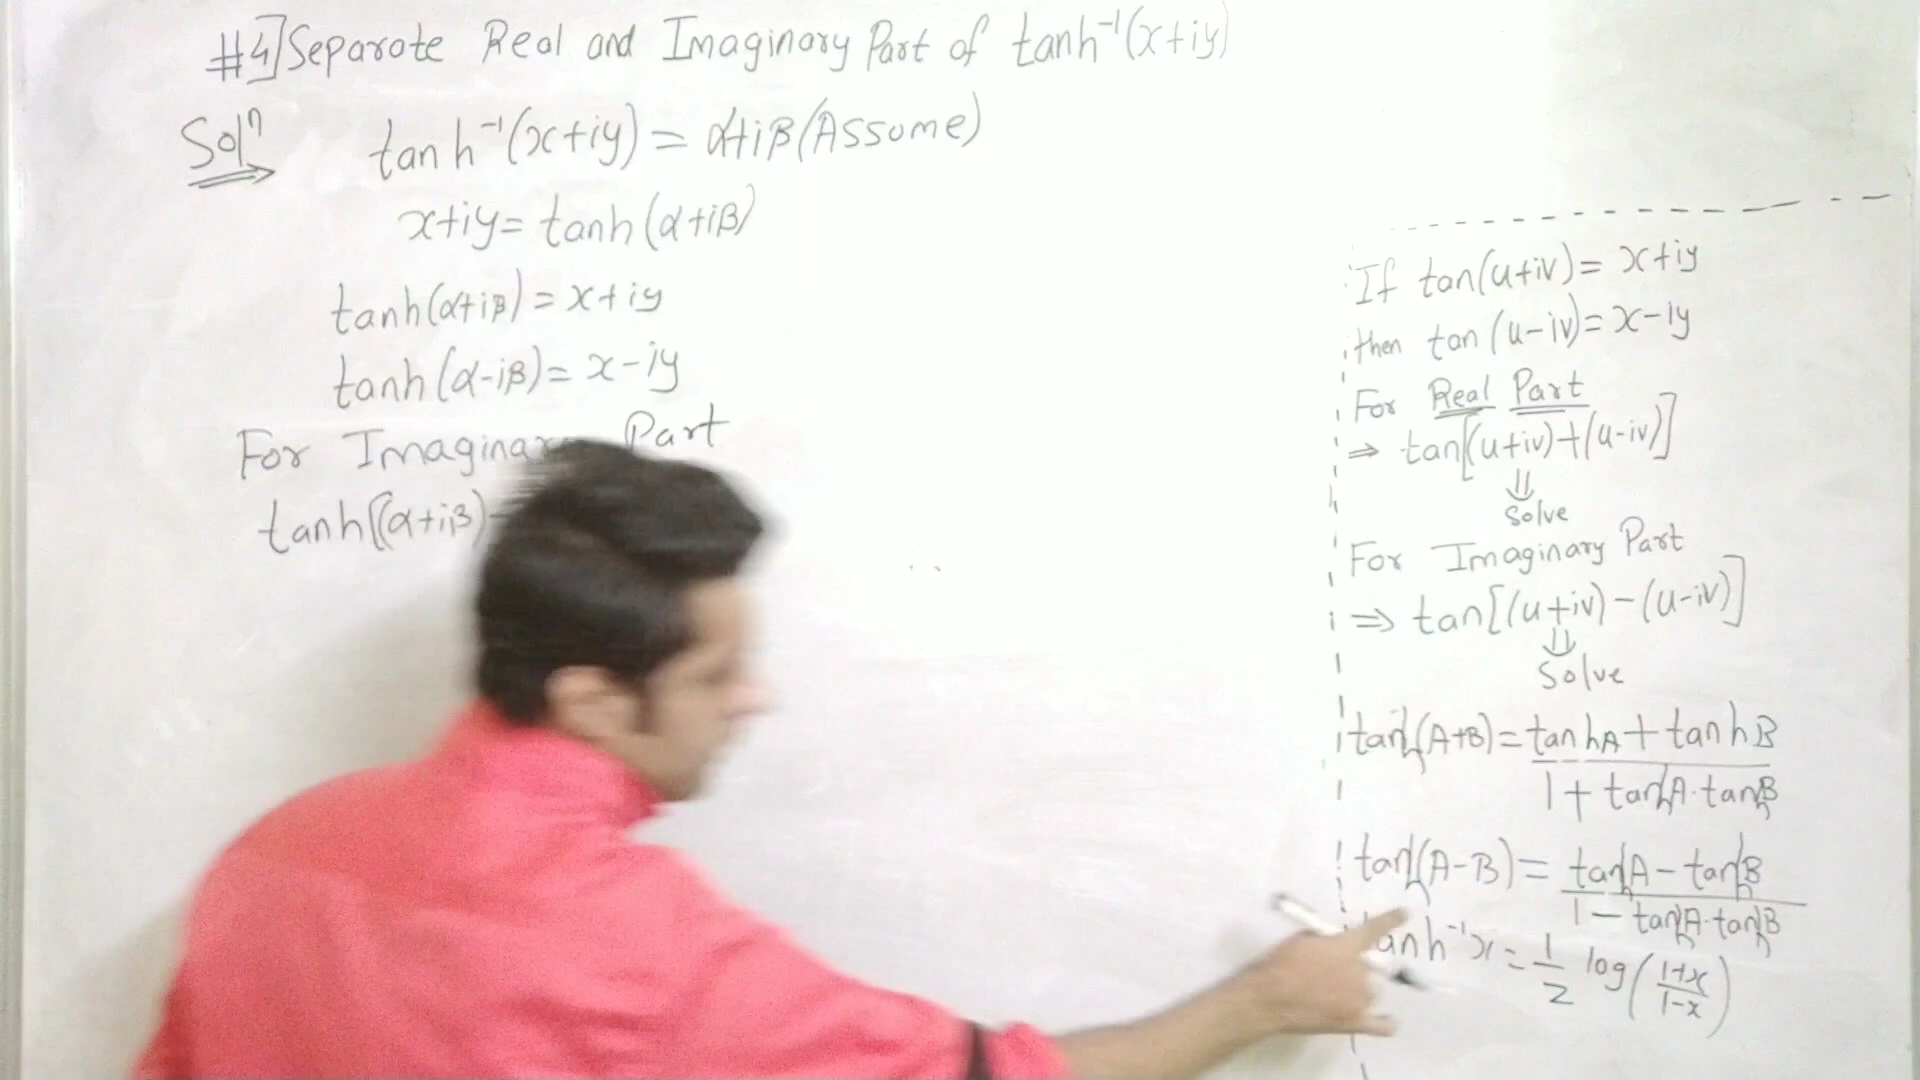 #4] Separate Real and Imaginary Part of tanh⁻¹(x+iy)
Solⁿ tanh⁻¹(x+iy) = α+iβ (Assume)
x+iy = tanh(α+iβ)
tanh(α+iβ) = x+iy
tanh(α-iβ) = x-iy
For Part
tanh[(α+iβ)-
If tan(u+iv) = x+iy
then tan(u-iv) = x-iy
For Real Part
⇒ tan[(u+iv)+(u-iv)]
⇓
Solve
For Imaginary Part
⇒ tan[(u+iv)-(u-iv)]
⇓
Solve
tanh(A+B) = tanhA + tanhB
1 + tanhA·tanhB
tanh(A-B) = tanhA - tanhB
1 - tanhA·tanhB
x = 1/2 log(1+x/1-x)